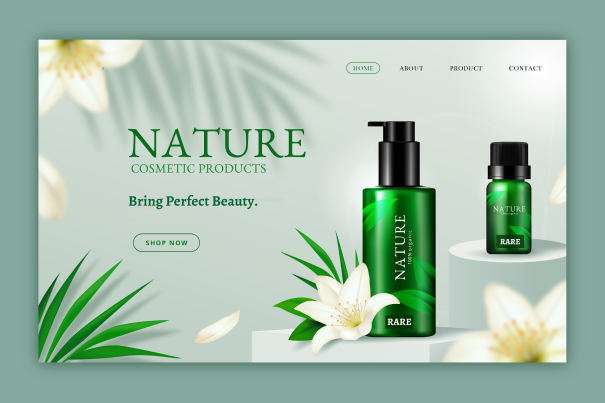 HOME
ABOUT
PRODUCT
CONTACT
NATURE
COSMETIC PRODUCTS
Bring Perfect Beauty.
SHOP NOW
NATURE
100% organic
RARE
NATURE
RARE